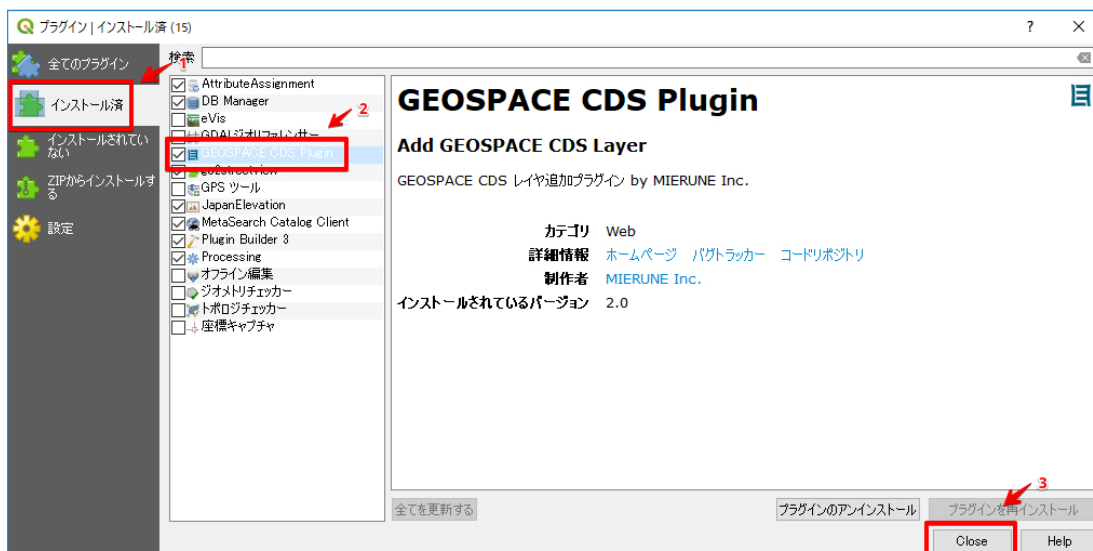 プラグイン | インストール済 (15)
?
全てのプラグイン
1
インストール済
インストールされてい
ない
ZIPからインストールす
る
設定
検索
AttributeAssignment
DB Manager
2
eVis
GDALジオリファレンサー
GEOSPACE CDS Plugin
go2streetview
GPS ツール
JapanElevation
MetaSearch Catalog Client
Plugin Builder 3
Processing
オフライン編集
ジオメトリチェッカー
トポロジチェッカー
座標キャプチャ
GEOSPACE CDS Plugin
Add GEOSPACE CDS Layer
GEOSPACE CDS レイヤ追加プラグイン by MIERUNE Inc.
カテゴリ Web
詳細情報 ホームページ バグトラッカー コードリポジトリ
制作者 MIERUNE Inc.
インストールされているバージョン 2.0
3
全てを更新する プラグインのアンインストール プラグインを再インストール
Close Help